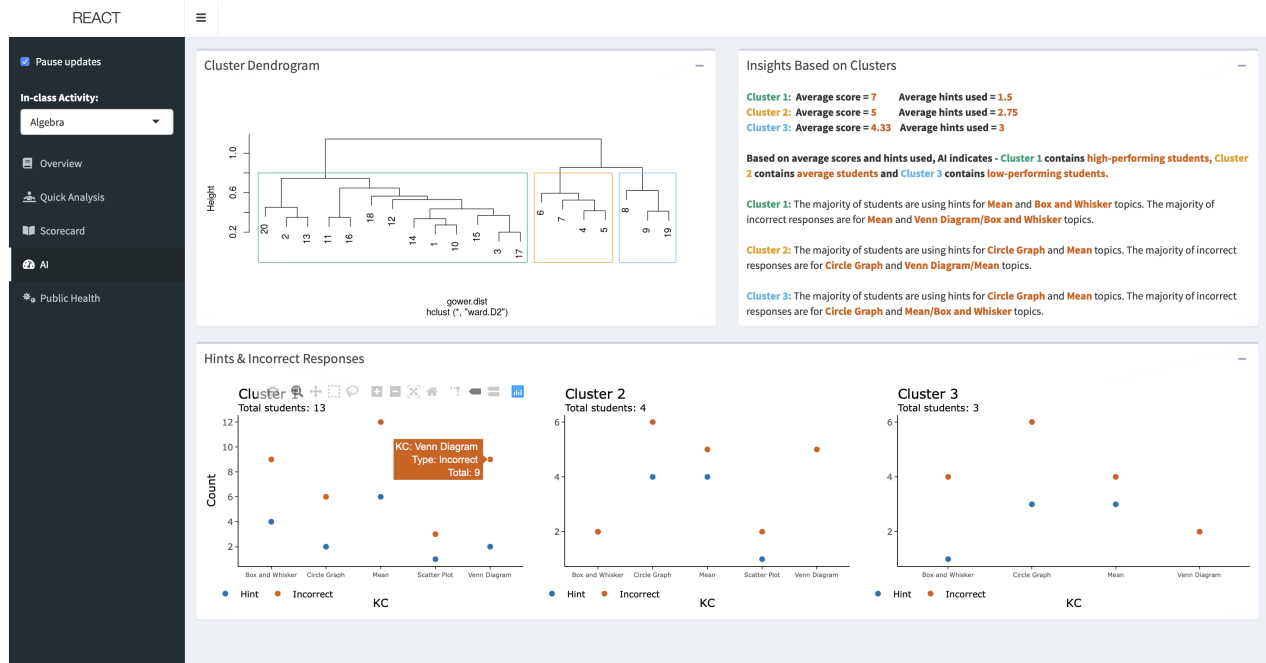 REACT
Pause updates
In-class Activity:
Algebra
Overview
Quick Analysis
Scorecard
AI
Public Health
Cluster Dendrogram
Height
0.2 0.6 1.0
20 2 13 11 16 18 12 14 1 10 15 3 17 6 7 4 5 8 9 19
gower.dist
hclust (*, "ward.D2")
Insights Based on Clusters
Cluster 1: Average score = 7 Average hints used = 1.5
Cluster 2: Average score = 5 Average hints used = 2.75
Cluster 3: Average score = 4.33 Average hints used = 3
Based on average scores and hints used, AI indicates - Cluster 1 contains high-performing students, Cluster
2 contains average students and Cluster 3 contains low-performing students.
Cluster 1: The majority of students are using hints for Mean and Box and Whisker topics. The majority of
incorrect responses are for Mean and Venn Diagram/Box and Whisker topics.
Cluster 2: The majority of students are using hints for Circle Graph and Mean topics. The majority of incorrect
responses are for Circle Graph and Venn Diagram/Mean topics.
Cluster 3: The majority of students are using hints for Circle Graph and Mean topics. The majority of incorrect
responses are for Circle Graph and Mean/Box and Whisker topics.
Hints & Incorrect Responses
Cluster 1
Total students: 13
12
10
8
6
4
2
Count
KC: Venn Diagram
Type: Incorrect
Total: 9
Box and Whisker Circle Graph Mean Scatter Plot Venn Diagram
Hint Incorrect
KC
Cluster 2
Total students: 4
6
4
2
Box and Whisker Circle Graph Mean Scatter Plot Venn Diagram
Hint Incorrect
KC
Cluster 3
Total students: 3
6
4
2
Box and Whisker Circle Graph Mean Venn Diagram
Hint Incorrect
KC